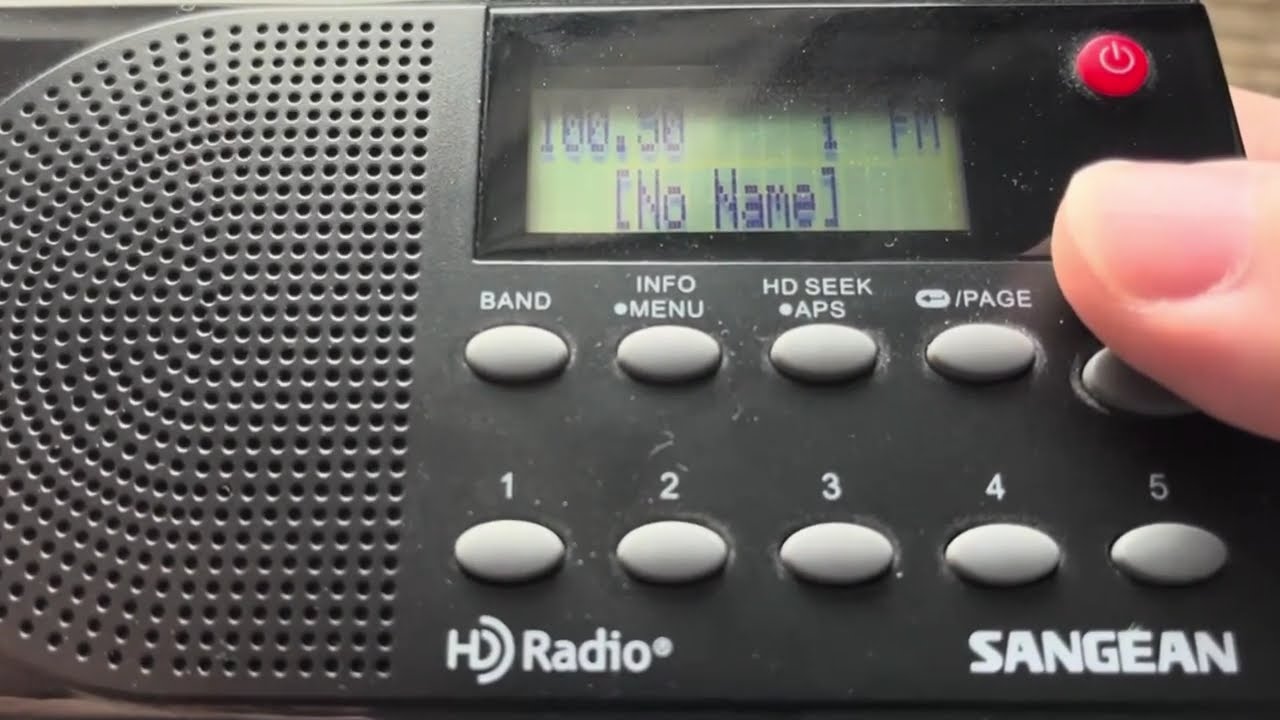 100.30 1 FM
[No Name]
BAND
INFO
•MENU
HD SEEK
•APS
/PAGE
1 2 3 4 5
HD Radio®
SANGEAN